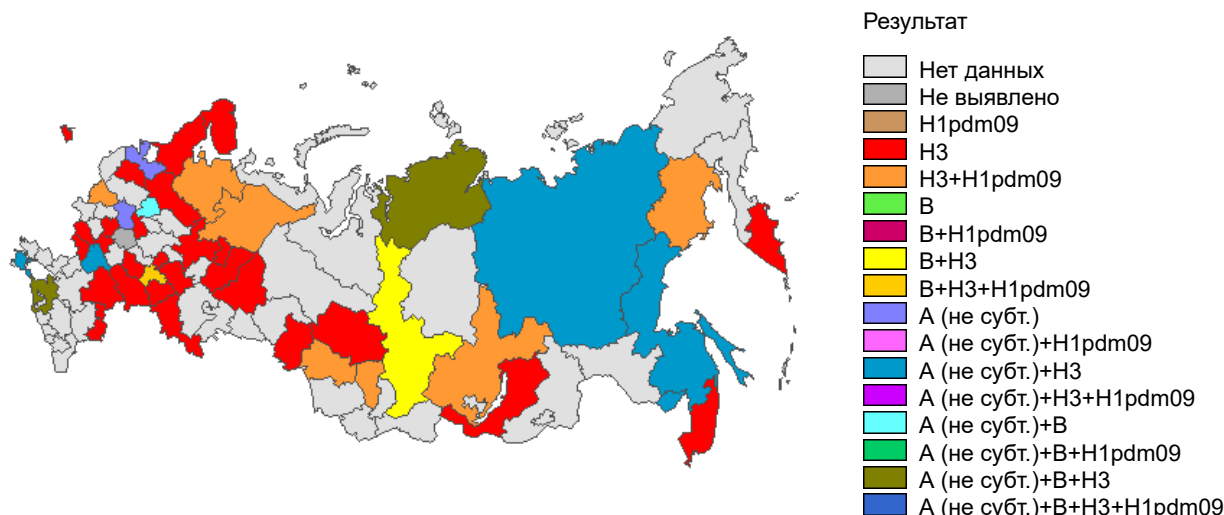 Результат
Нет данных
Не выявлено
H1pdm09
H3
H3+H1pdm09
B
B+H1pdm09
B+H3
B+H3+H1pdm09
A (не субт.)
A (не субт.)+H1pdm09
A (не субт.)+H3
A (не субт.)+H3+H1pdm09
A (не субт.)+B
A (не субт.)+B+H1pdm09
A (не субт.)+B+H3
A (не субт.)+B+H3+H1pdm09